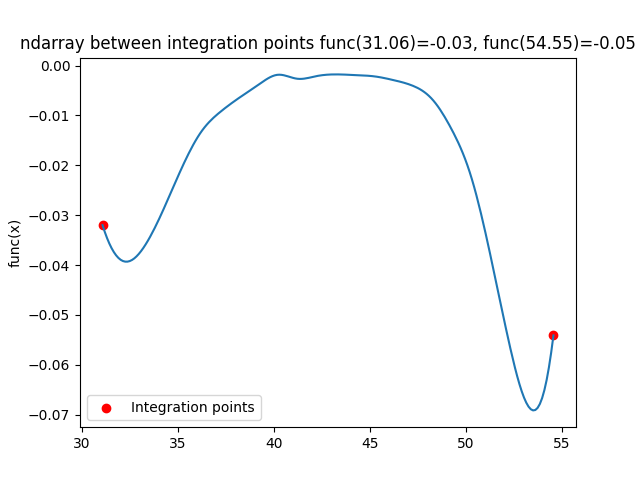 ndarray between integration points func(31.06)=-0.03, func(54.55)=-0.05
0.00
−0.01
−0.02
−0.03
−0.04
−0.05
−0.06
−0.07
func(x)
Integration points
30 35 40 45 50 55